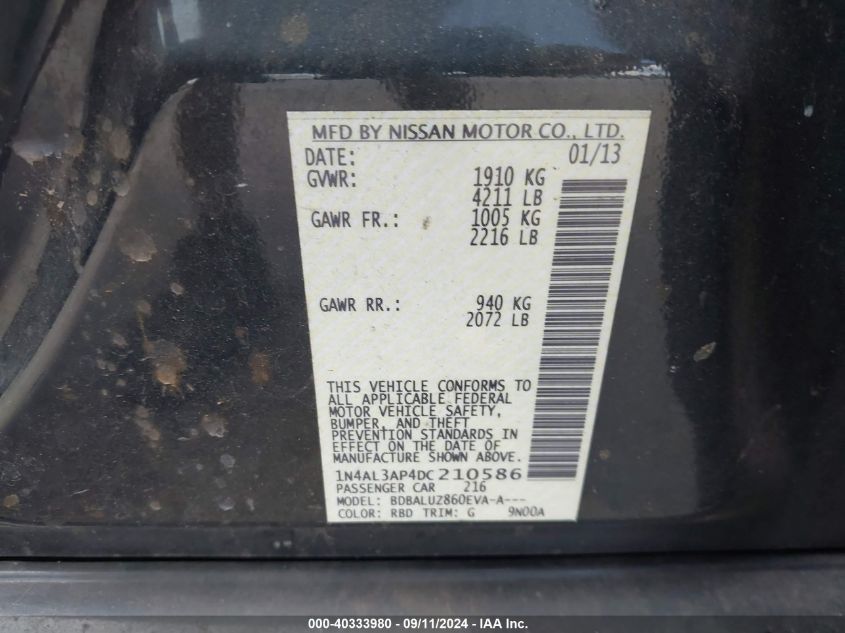 MFD BY NISSAN MOTOR CO., LTD.
DATE: 01/13
GVWR: 1910 KG
4211 LB
GAWR FR.: 1005 KG
2216 LB
GAWR RR.: 940 KG
2072 LB
THIS VEHICLE CONFORMS TO
ALL APPLICABLE FEDERAL
MOTOR VEHICLE SAFETY,
BUMPER, AND THEFT
PREVENTION STANDARDS IN
EFFECT ON THE DATE OF
MANUFACTURE SHOWN ABOVE.
1N4AL3AP4DC210586
PASSENGER CAR 216
MODEL: BDBALUZ860EVA-A---
COLOR: RBD TRIM: G 9N00A
000-40333980 - 09/11/2024 - IAA Inc.